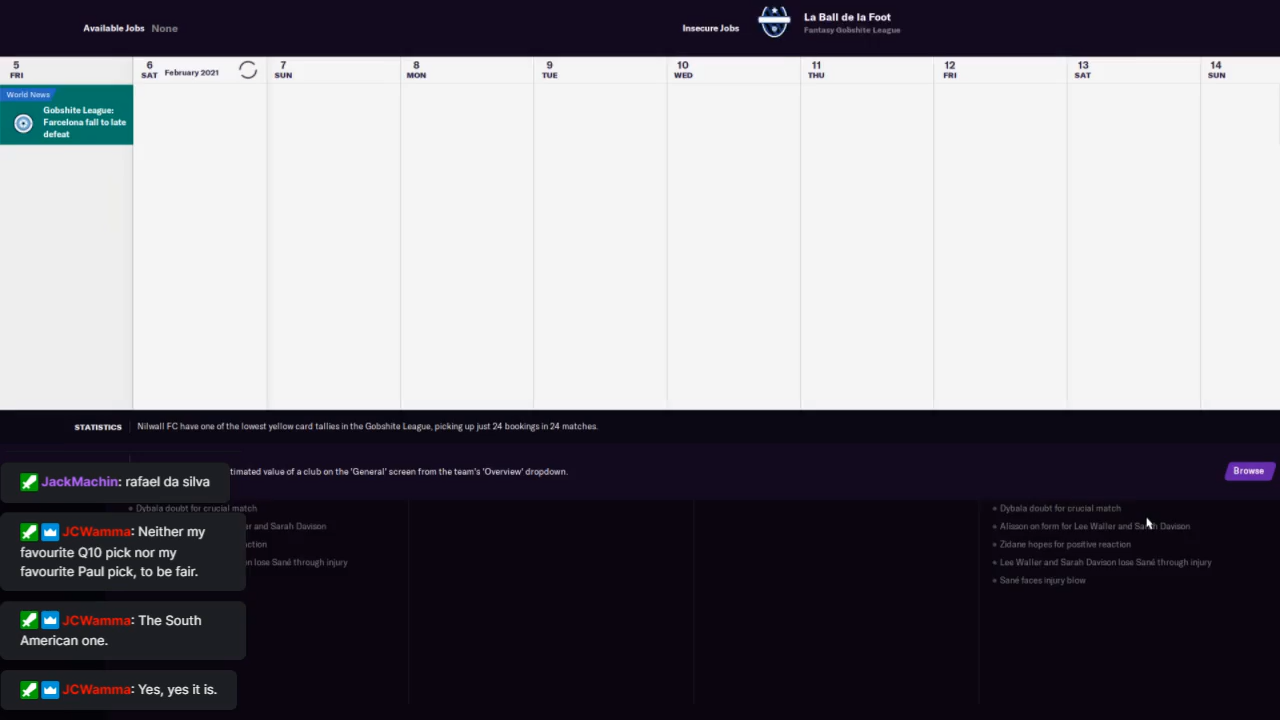 Available Jobs None
Insecure Jobs
La Ball de la Foot
Fantasy Gobshite League
5 FRI
6 SAT February 2021
7 SUN
8 MON
9 TUE
10 WED
11 THU
12 FRI
13 SAT
14 SUN
World News
Gobshite League:
Farcelona fall to late
defeat
STATISTICS Nilwall FC have one of the lowest yellow card tallies in the Gobshite League, picking up just 24 bookings in 24 matches.
timated value of a club on the 'General' screen from the team's 'Overview' dropdown.
Browse
JackMachin: rafael da silva
Dybala doubt for crucial match
ar and Sarah Davison
ction
n lose Sané through injury
JCWamma: Neither my
favourite Q10 pick nor my
favourite Paul pick, to be fair.
JCWamma: The South
American one.
JCWamma: Yes, yes it is.
Dybala doubt for crucial match
Alisson on form for Lee Waller and Sarah Davison
Zidane hopes for positive reaction
Lee Waller and Sarah Davison lose Sané through injury
Sané faces injury blow